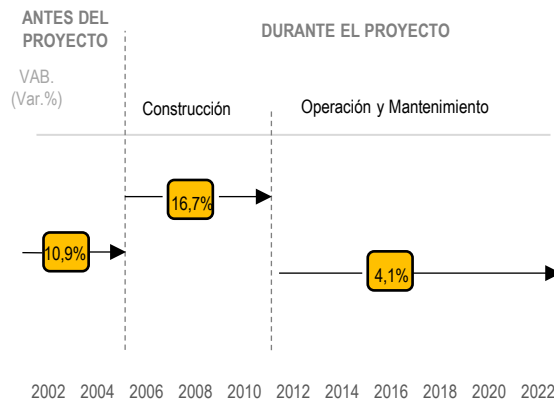 ANTES DEL
PROYECTO
DURANTE EL PROYECTO
VAB.
(Var.%)
Construcción
Operación y Mantenimiento
16,7%
10,9%
4,1%
2002 2004 2006 2008 2010 2012 2014 2016 2018 2020 2022